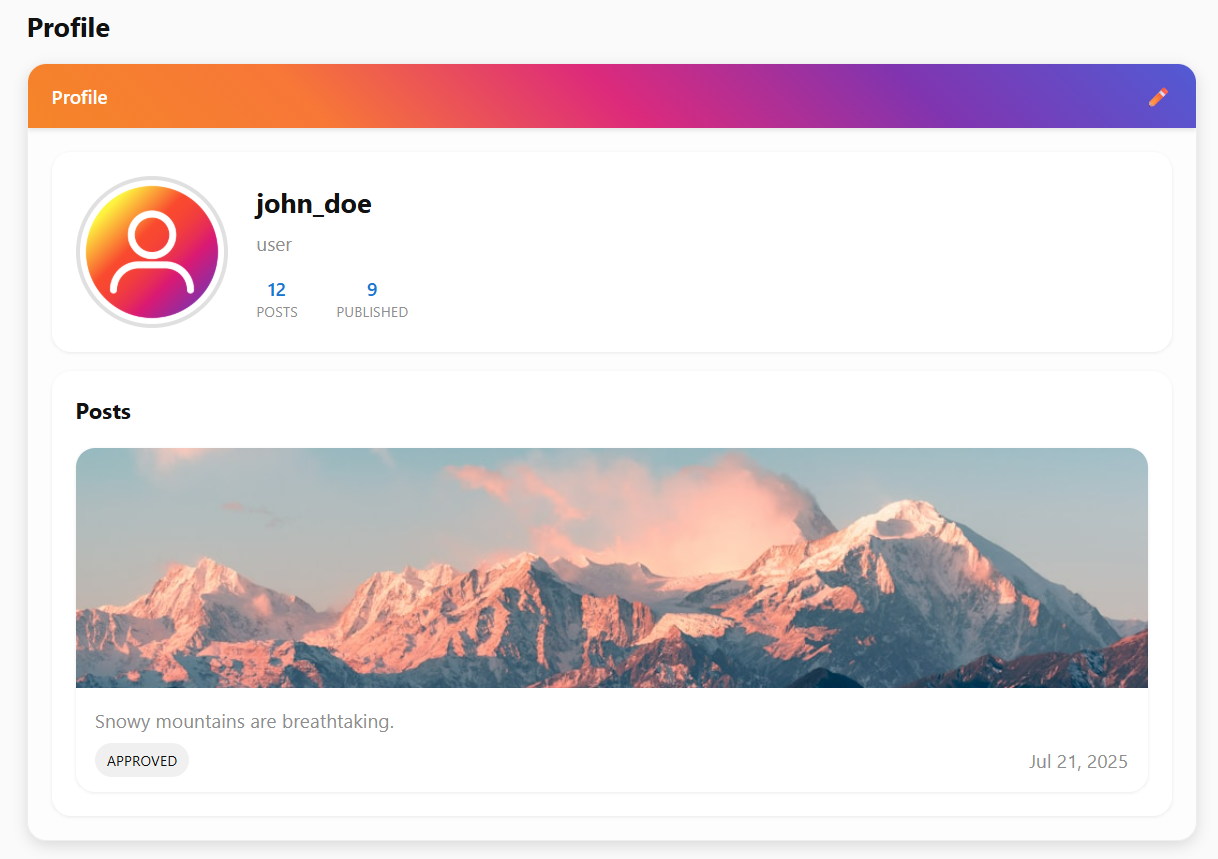 Profile
Profile
john_doe
user
12 9
POSTS PUBLISHED
Posts
Snowy mountains are breathtaking.
APPROVED Jul 21, 2025